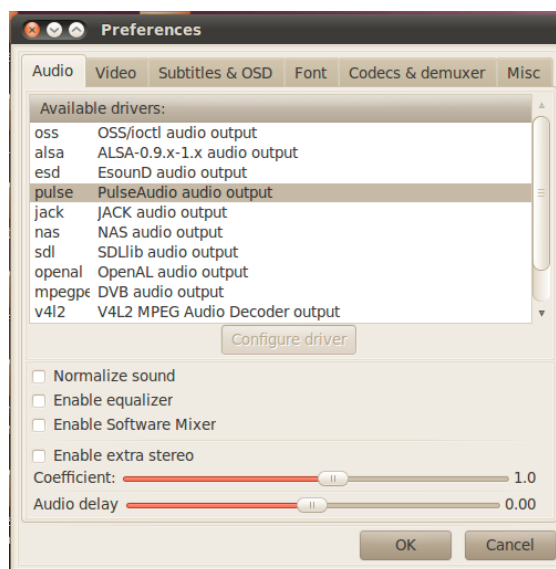 Preferences
Audio Video Subtitles & OSD Font Codecs & demuxer Misc
Available drivers:
oss OSS/ioctl audio output
alsa ALSA-0.9.x-1.x audio output
esd EsounD audio output
pulse PulseAudio audio output
jack JACK audio output
nas NAS audio output
sdl SDLlib audio output
openal OpenAL audio output
mpegpe DVB audio output
v4l2 V4L2 MPEG Audio Decoder output
Configure driver
Normalize sound
Enable equalizer
Enable Software Mixer
Enable extra stereo
Coefficient: 1.0
Audio delay 0.00
OK Cancel